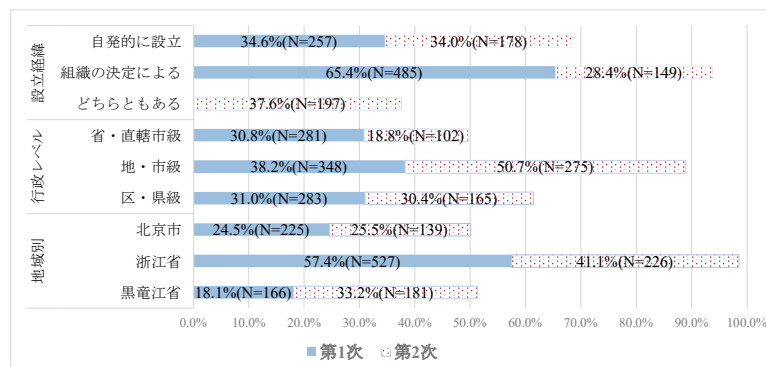 設立経緯
自発的に設立 34.6%(N=257) 34.0%(N=178)
組織の決定による 65.4%(N=485) 28.4%(N=149)
どちらともある 37.6%(N=197)
行政レベル
省・直轄市級 30.8%(N=281) 18.8%(N=102)
地・市級 38.2%(N=348) 50.7%(N=275)
区・県級 31.0%(N=283) 30.4%(N=165)
地域別
北京市 24.5%(N=225) 25.5%(N=139)
浙江省 57.4%(N=527) 41.1%(N=226)
黒竜江省 18.1%(N=166) 33.2%(N=181)
0.0% 10.0% 20.0% 30.0% 40.0% 50.0% 60.0% 70.0% 80.0% 90.0% 100.0%
第1次 第2次